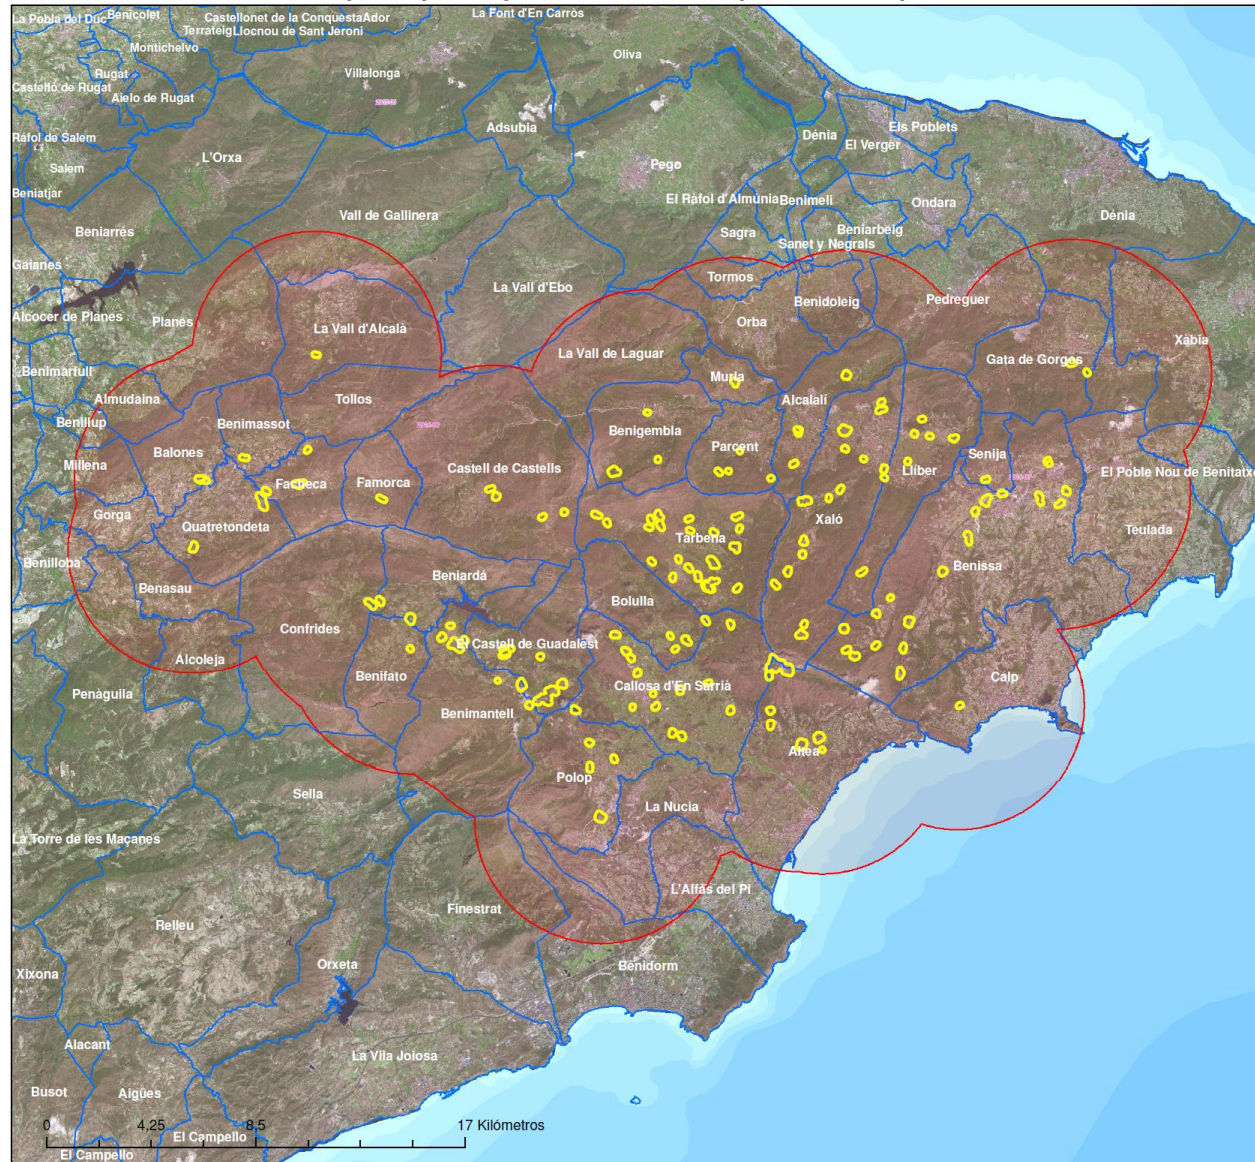 La Pobla del Duc
Benicolet
Castellonet de la Conquesta
Ador
La Font d'En Carròs
Terrateig
Llocnou de Sant Jeroni
Montichelvo
Oliva
Rugat
Villalonga
Castelló de Rugat
Aielo de Rugat
Adsubia
Dénia
Els Poblets
El Verger
Ráfol de Salem
Salem
L'Orxa
Pego
Beniatjar
El Ràfol d'Almúnia
Benimeli
Ondara
Vall de Gallinera
Dénia
Beniarrés
Sagra
Beniarbeig
Sanet y Negrals
Gaianes
Tormos
La Vall d'Ebo
Benidoleig
Pedreguer
Alcocer de Planes
Planes
La Vall d'Alcalà
Orba
Xàbia
La Vall de Laguar
Gata de Gorgos
Benimarfull
Murla
Almudaina
Tollos
Alcalalí
Benillup
Benimassot
Benigembla
Parcent
Balones
Senija
Millena
Castell de Castells
Llíber
El Poble Nou de Benitatxe
Facheca
Famorca
Gorga
Quatretondeta
Xaló
Teulada
Tàrbena
Benilloba
Benissa
Benasau
Beniardá
Bolulla
Confrides
El Castell de Guadalest
Alcoleja
Benifato
Calp
Penàguila
Callosa d'En Sarrià
Benimantell
Altea
Polop
Sella
La Nucia
La Torre de les Maçanes
L'Alfàs del Pi
Finestrat
Relleu
Orxeta
Benidorm
Xixona
Alacant
La Vila Joiosa
Busot
Aigües
0
4,25
8,5
17 Kilómetros
El Campello
El Campello